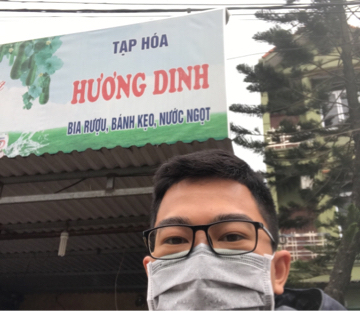 TẠP HÓA
HƯƠNG DINH
BIA RƯỢU, BÁNH KẸO, NƯỚC NGỌT